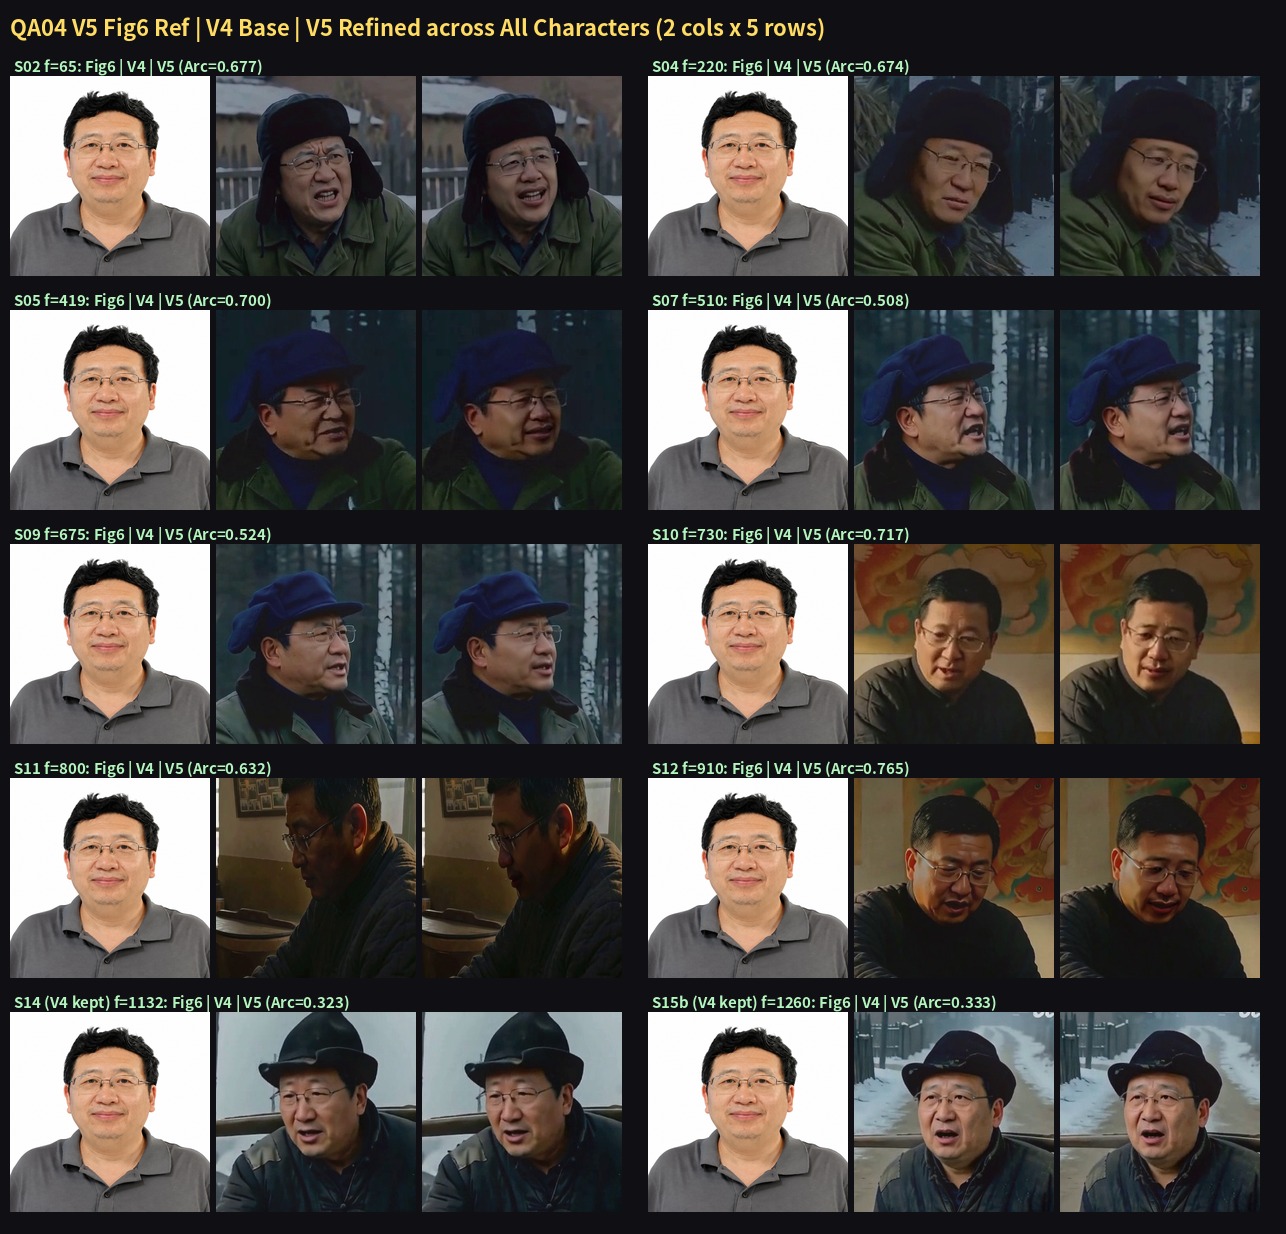 QA04 V5 Fig6 Ref | V4 Base | V5 Refined across All Characters (2 cols x 5 rows)
S02 f=65: Fig6 | V4 | V5 (Arc=0.677)
S04 f=220: Fig6 | V4 | V5 (Arc=0.674)
S05 f=419: Fig6 | V4 | V5 (Arc=0.700)
S07 f=510: Fig6 | V4 | V5 (Arc=0.508)
S09 f=675: Fig6 | V4 | V5 (Arc=0.524)
S10 f=730: Fig6 | V4 | V5 (Arc=0.717)
S11 f=800: Fig6 | V4 | V5 (Arc=0.632)
S12 f=910: Fig6 | V4 | V5 (Arc=0.765)
S14 (V4 kept) f=1132: Fig6 | V4 | V5 (Arc=0.323)
S15b (V4 kept) f=1260: Fig6 | V4 | V5 (Arc=0.333)